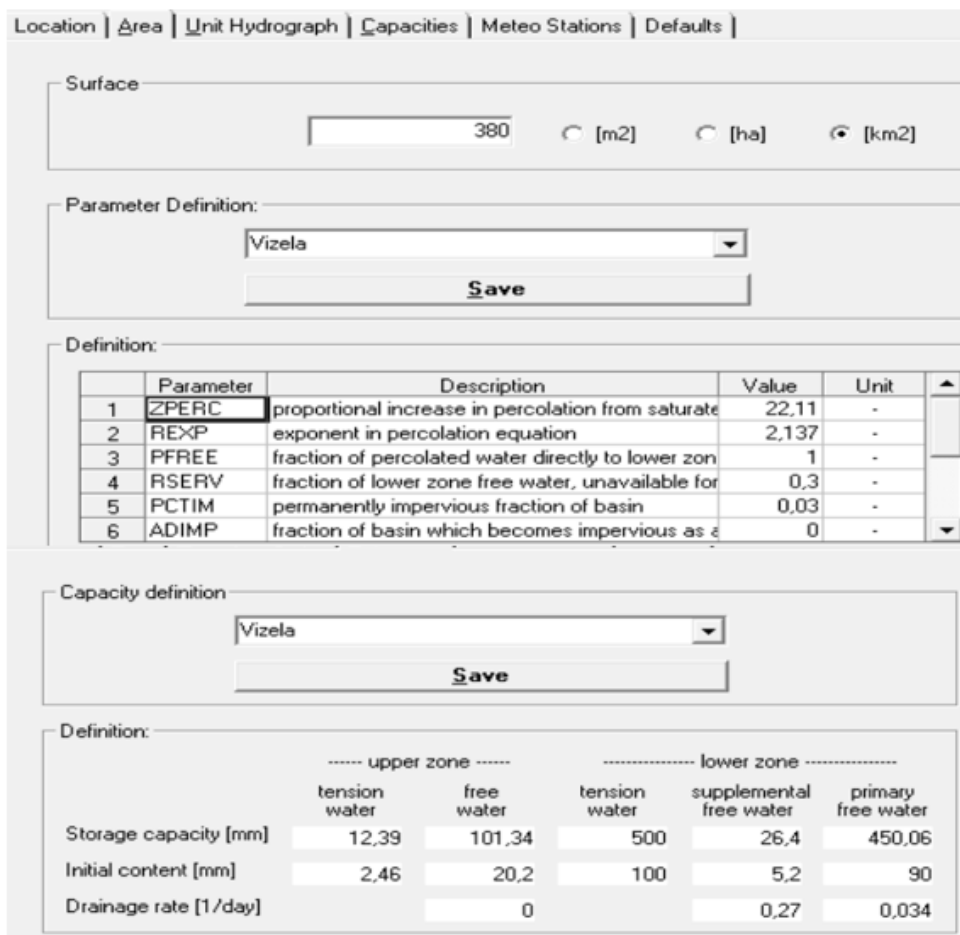 Location | Area | Unit Hydrograph | Capacities | Meteo Stations | Defaults |
Surface
380 [m2] [ha] [km2]
Parameter Definition:
Vizela
Save
Definition:
Parameter Description Value Unit
1 ZPERC proportional increase in percolation from saturate 22,11 -
2 REXP exponent in percolation equation 2,137 -
3 PFREE fraction of percolated water directly to lower zon 1 -
4 RSERV fraction of lower zone free water, unavailable for 0,3 -
5 PCTIM permanently impervious fraction of basin 0,03 -
6 ADIMP fraction of basin which becomes impervious as a 0 -
Capacity definition
Vizela
Save
Definition:
------ upper zone ------ ---------------- lower zone ----------------
tension free tension supplemental primary
water water water free water free water
Storage capacity [mm] 12,39 101,34 500 26,4 450,06
Initial content [mm] 2,46 20,2 100 5,2 90
Drainage rate [1/day] 0 0,27 0,034